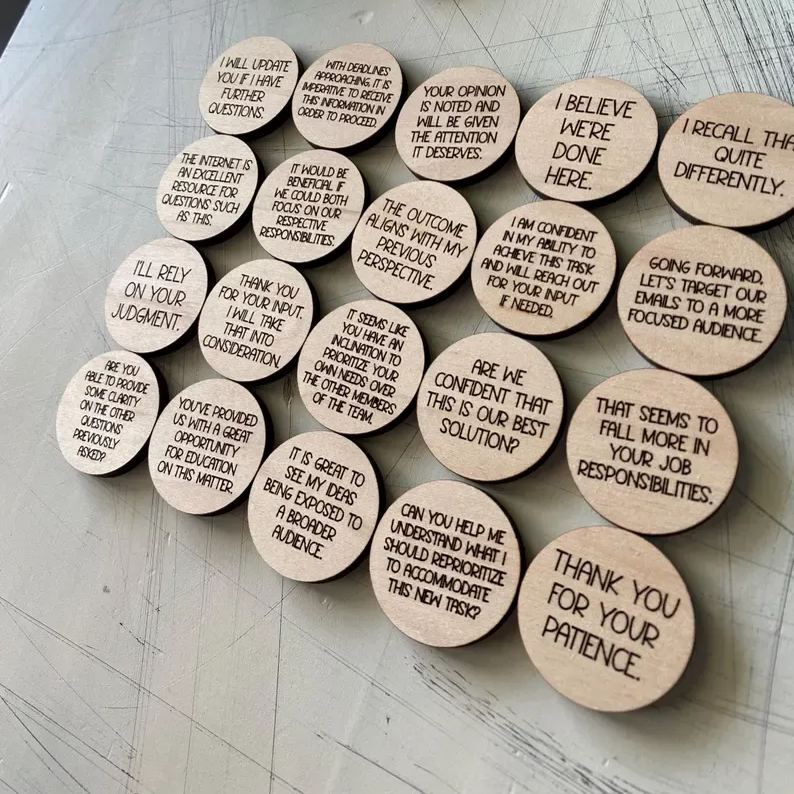 I WILL UPDATE
YOU IF I HAVE
FURTHER
QUESTIONS.
WITH DEADLINES
APPROACHING, IT IS
IMPERATIVE TO RECEIVE
THIS INFORMATION IN
ORDER TO PROCEED.
YOUR OPINION
IS NOTED AND
WILL BE GIVEN
THE ATTENTION
IT DESERVES.
I BELIEVE
WE'RE
DONE
HERE.
I RECALL THA
QUITE
DIFFERENTLY.
THE INTERNET IS
AN EXCELLENT
RESOURCE FOR
QUESTIONS SUCH
AS THIS.
IT WOULD BE
BENEFICIAL IF
WE COULD BOTH
FOCUS ON OUR
RESPECTIVE
RESPONSIBILITIES.
THE OUTCOME
ALIGNS WITH MY
PREVIOUS
PERSPECTIVE.
I AM CONFIDENT
IN MY ABILITY TO
ACHIEVE THIS TASK
AND WILL REACH OUT
FOR YOUR INPUT
IF NEEDED.
GOING FORWARD,
LET'S TARGET OUR
EMAILS TO A MORE
FOCUSED AUDIENCE.
I'LL RELY
ON YOUR
JUDGMENT.
THANK YOU
FOR YOUR INPUT.
I WILL TAKE
THAT INTO
CONSIDERATION.
IT SEEMS LIKE
YOU HAVE AN
INCLINATION TO
PRIORITIZE YOUR
OWN NEEDS OVER
THE OTHER MEMBERS
OF THE TEAM.
ARE WE
CONFIDENT THAT
THIS IS OUR BEST
SOLUTION?
THAT SEEMS TO
FALL MORE IN
YOUR JOB
RESPONSIBILITIES.
ARE YOU
ABLE TO PROVIDE
SOME CLARITY
ON THE OTHER
QUESTIONS
PREVIOUSLY
ASKED?
YOU'VE PROVIDED
US WITH A GREAT
OPPORTUNITY
FOR EDUCATION
ON THIS MATTER.
IT IS GREAT TO
SEE MY IDEAS
BEING EXPOSED TO
A BROADER
AUDIENCE.
CAN YOU HELP ME
UNDERSTAND WHAT I
SHOULD REPRIORITIZE
TO ACCOMMODATE
THIS NEW TASK?
THANK YOU
FOR YOUR
PATIENCE.